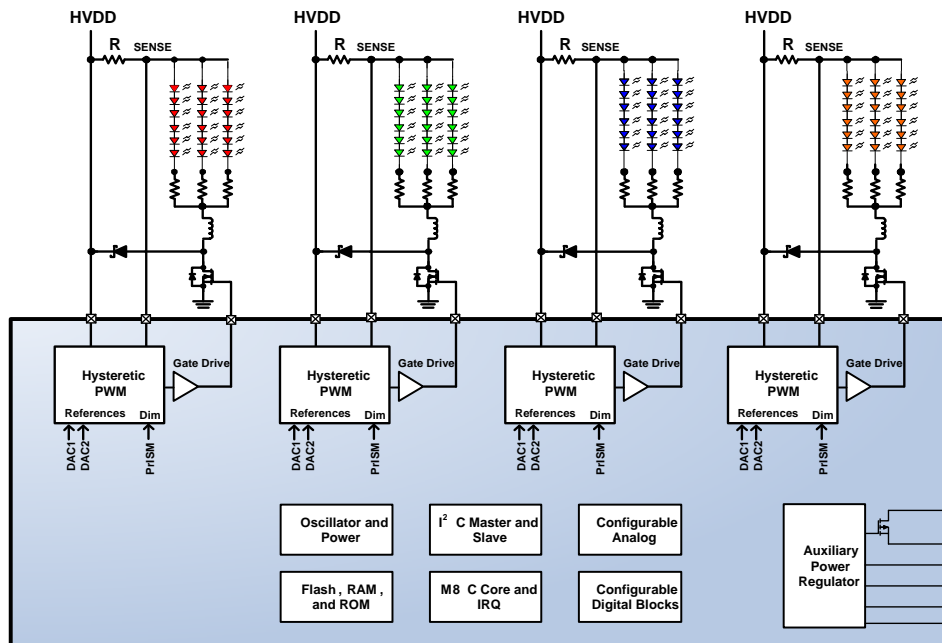 HVDD HVDD HVDD HVDD
R SENSE R SENSE R SENSE R SENSE
Gate Drive Gate Drive Gate Drive Gate Drive
Hysteretic Hysteretic Hysteretic Hysteretic
PWM PWM PWM PWM
References Dim References Dim References Dim References Dim
DAC1 DAC2 PrISM DAC1 DAC2 PrISM DAC1 DAC2 PrISM DAC1 DAC2 PrISM
Oscillator and
Power
I² C Master and
Slave
Configurable
Analog
Flash , RAM ,
and ROM
M8 C Core and
IRQ
Configurable
Digital Blocks
Auxiliary
Power
Regulator